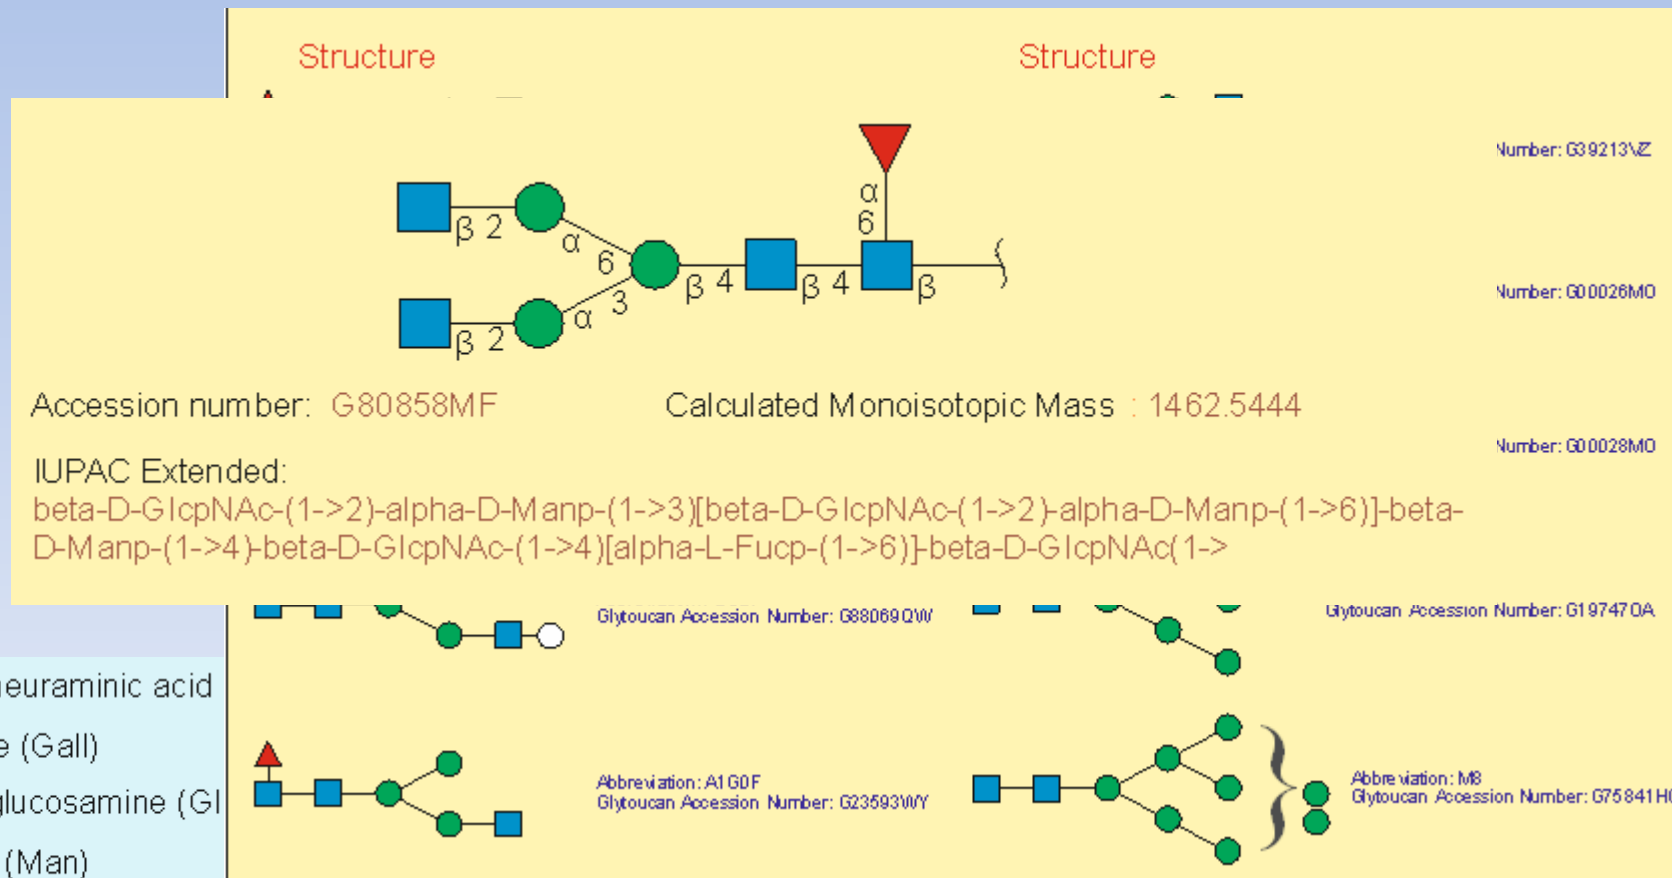 Structure
Structure
Number: G39213VZ
α
6
β 2
α
6
β 4
β 4
β
3
α
β 2
Number: G00026MO
Accession number: G80858MF
Calculated Monoisotopic Mass : 1462.5444
Number: G00028MO
IUPAC Extended:
beta-D-GlcpNAc-(1->2)-alpha-D-Manp-(1->3)[beta-D-GlcpNAc-(1->2)-alpha-D-Manp-(1->6)]-beta-
D-Manp-(1->4)-beta-D-GlcpNAc-(1->4)[alpha-L-Fucp-(1->6)]-beta-D-GlcpNAc(1->
Glytoucan Accession Number: G88069QW
Glytoucan Accession Number: G19747OA
neuraminic acid
e (Gall)
glucosamine (Gl
(Man)
Abbreviation: A1G0F
Glytoucan Accession Number: G23593WY
Abbreviation: M8
Glytoucan Accession Number: G75841H